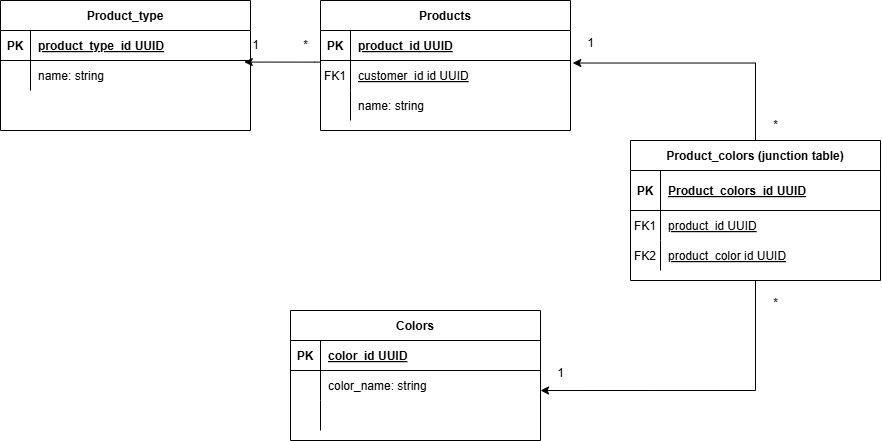 Product_type
PK product_type_id UUID
name: string
1
*
Products
PK product_id UUID
FK1 customer_id id UUID
name: string
1
*
Product_colors (junction table)
PK Product_colors_id UUID
FK1 product_id UUID
FK2 product_color id UUID
*
Colors
PK color_id UUID
color_name: string
1